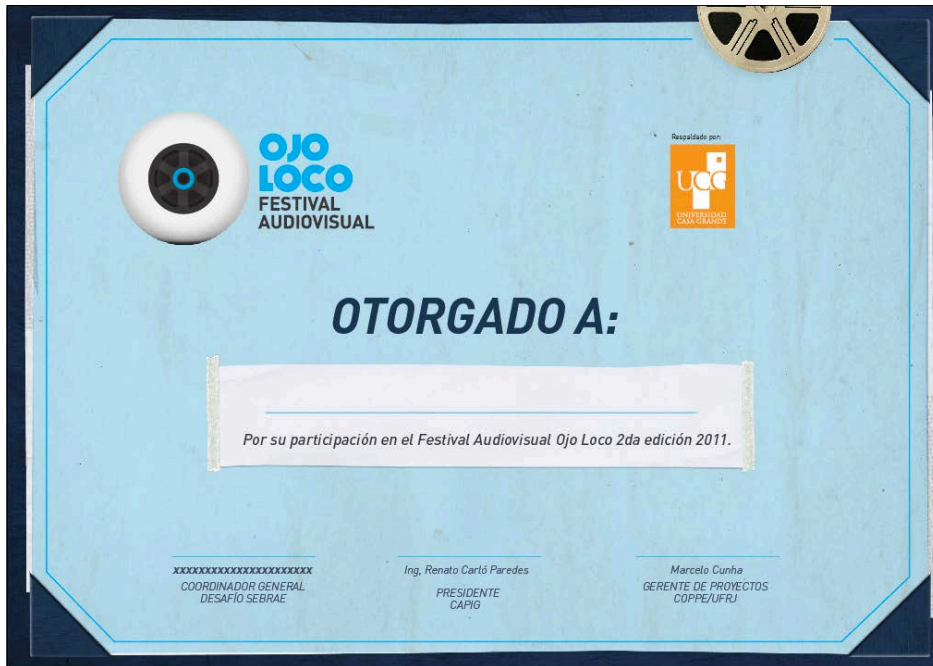 OJO
LOCO
FESTIVAL
AUDIOVISUAL
Respaldado por:
UCG
UNIVERSIDAD
CASA GRANDE
OTORGADO A:
Por su participación en el Festival Audiovisual Ojo Loco 2da edición 2011.
xxxxxxxxxxxxxxxxxxxxxx
COORDINADOR GENERAL
DESAFÍO SEBRAE
Ing, Renato Carló Paredes
PRESIDENTE
CAPIG
Marcelo Cunha
GERENTE DE PROYECTOS
COPPE/UFRJ